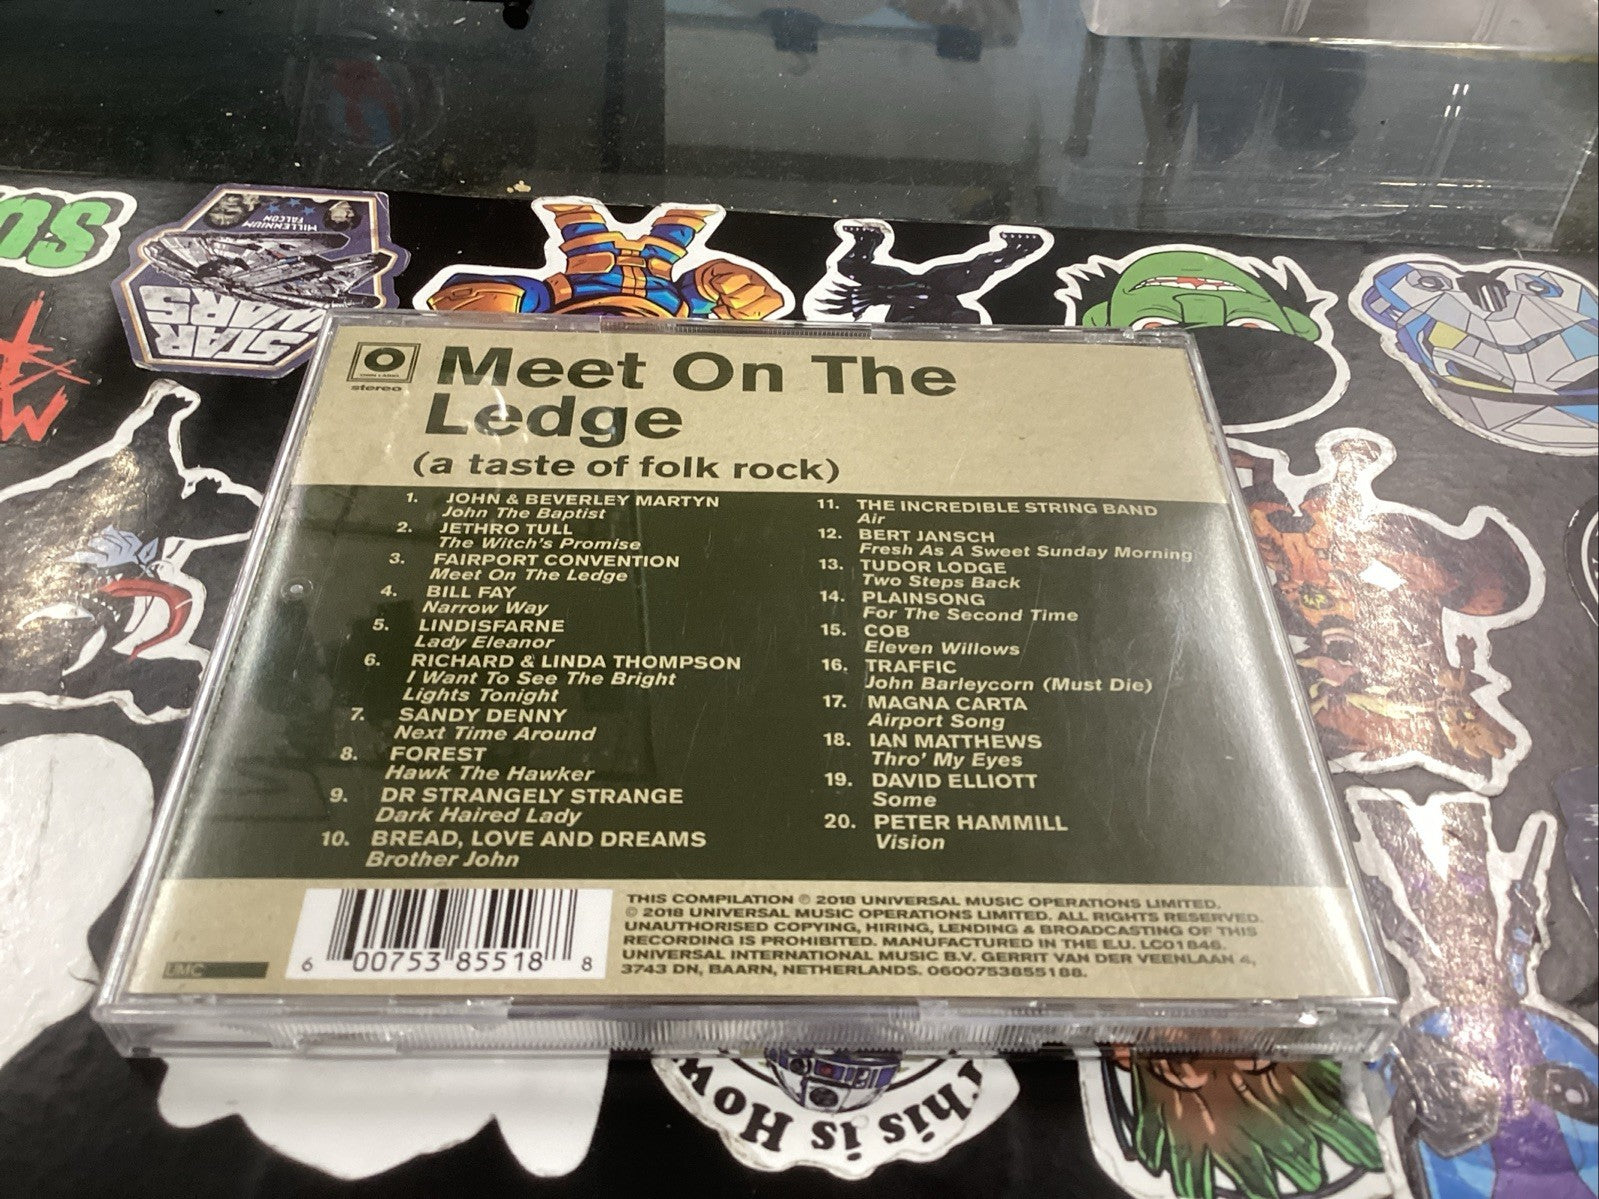 SUS
MILLENNIUM
FALCON
STAR
WARS
OWN LABEL
stereo
Meet On The
Ledge
(a taste of folk rock)
1. JOHN & BEVERLEY MARTYN
John The Baptist
2. JETHRO TULL
The Witch's Promise
3. FAIRPORT CONVENTION
Meet On The Ledge
4. BILL FAY
Narrow Way
5. LINDISFARNE
Lady Eleanor
6. RICHARD & LINDA THOMPSON
I Want To See The Bright
Lights Tonight
7. SANDY DENNY
Next Time Around
8. FOREST
Hawk The Hawker
9. DR STRANGELY STRANGE
Dark Haired Lady
10. BREAD, LOVE AND DREAMS
Brother John
11. THE INCREDIBLE STRING BAND
Air
12. BERT JANSCH
Fresh As A Sweet Sunday Morning
13. TUDOR LODGE
Two Steps Back
14. PLAINSONG
For The Second Time
15. COB
Eleven Willows
16. TRAFFIC
John Barleycorn (Must Die)
17. MAGNA CARTA
Airport Song
18. IAN MATTHEWS
Thro' My Eyes
19. DAVID ELLIOTT
Some
20. PETER HAMMILL
Vision
UMC
6 00753 85518 8
THIS COMPILATION ℗ 2018 UNIVERSAL MUSIC OPERATIONS LIMITED.
© 2018 UNIVERSAL MUSIC OPERATIONS LIMITED. ALL RIGHTS RESERVED.
UNAUTHORISED COPYING, HIRING, LENDING & BROADCASTING OF THIS
RECORDING IS PROHIBITED. MANUFACTURED IN THE E.U. LC01846.
UNIVERSAL INTERNATIONAL MUSIC B.V. GERRIT VAN DER VEENLAAN 4,
3743 DN, BAARN, NETHERLANDS. 0600753855188.
This is How